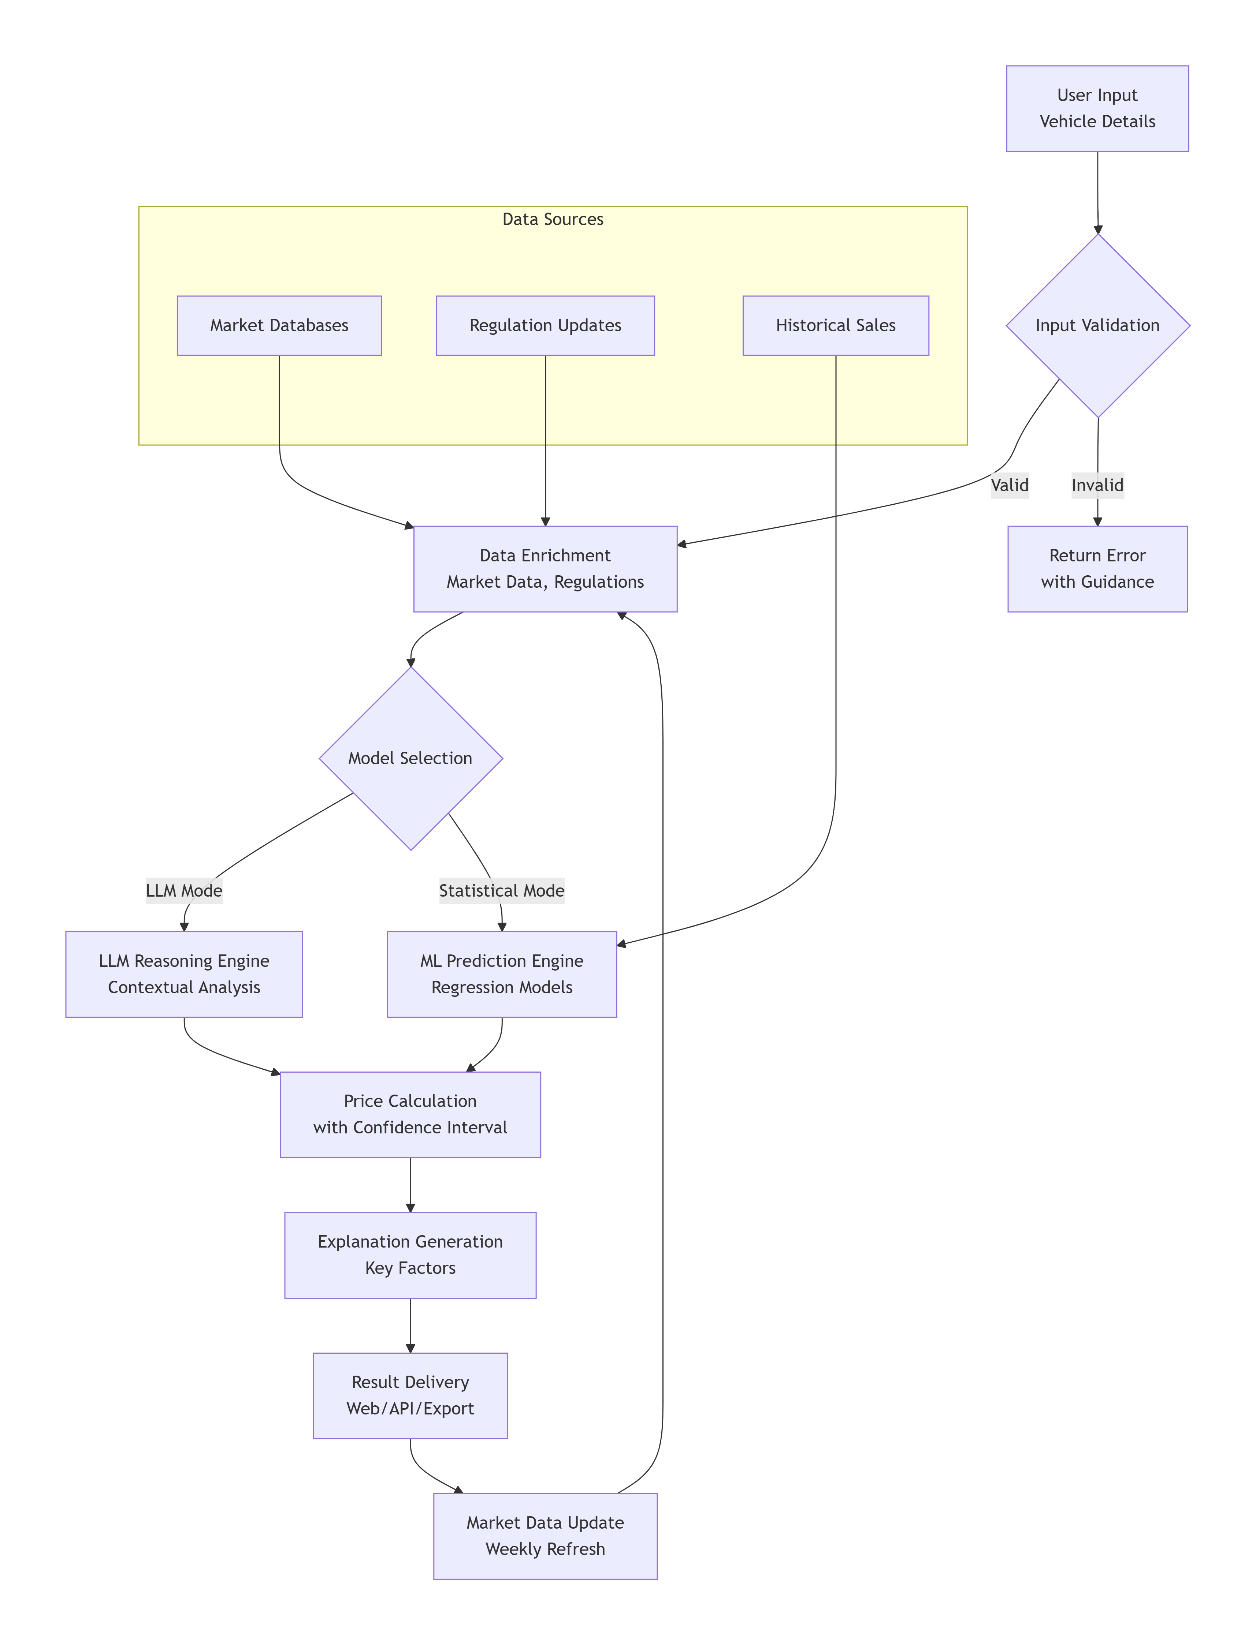 User Input
Vehicle Details
Data Sources
Market Databases
Regulation Updates
Historical Sales
Input Validation
Valid
Invalid
Data Enrichment
Market Data, Regulations
Return Error
with Guidance
Model Selection
LLM Mode
Statistical Mode
LLM Reasoning Engine
Contextual Analysis
ML Prediction Engine
Regression Models
Price Calculation
with Confidence Interval
Explanation Generation
Key Factors
Result Delivery
Web/API/Export
Market Data Update
Weekly Refresh